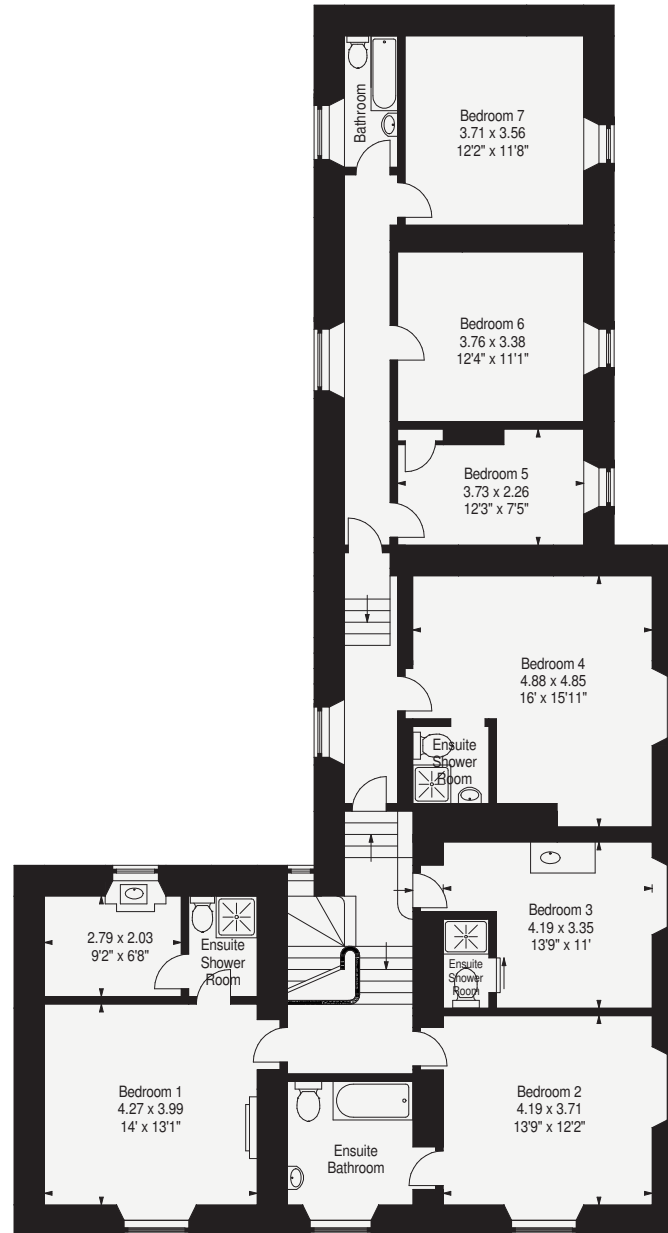 Bathroom
Bedroom 7
3.71 x 3.56
12'2" x 11'8"
Bedroom 6
3.76 x 3.38
12'4" x 11'1"
Bedroom 5
3.73 x 2.26
12'3" x 7'5"
Bedroom 4
4.88 x 4.85
16' x 15'11"
Ensuite
Shower
Room
Bedroom 3
4.19 x 3.35
13'9" x 11'
Ensuite
Shower
Room
2.79 x 2.03
9'2" x 6'8"
Ensuite
Shower
Room
Bedroom 1
4.27 x 3.99
14' x 13'1"
Ensuite
Bathroom
Bedroom 2
4.19 x 3.71
13'9" x 12'2"